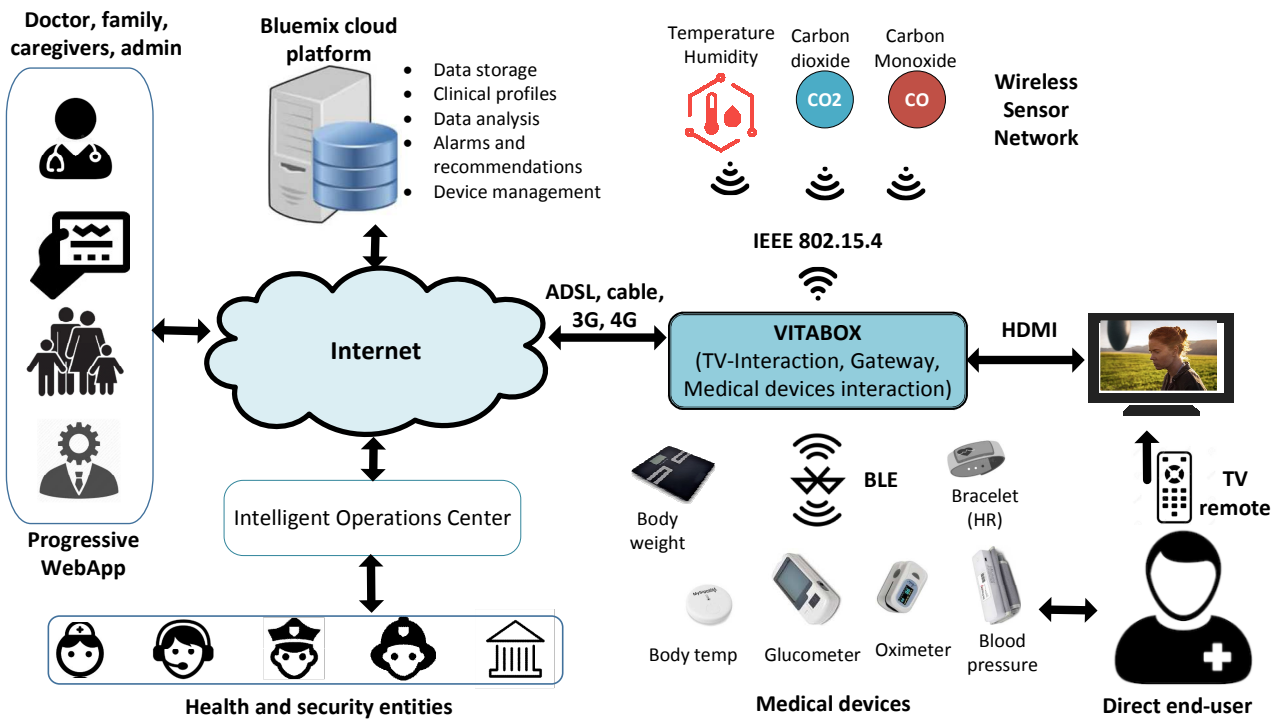 Doctor, family,
caregivers, admin
Progressive
WebApp
Bluemix cloud
platform
• Data storage
• Clinical profiles
• Data analysis
• Alarms and
recommendations
• Device management
Internet
ADSL, cable,
3G, 4G
Intelligent Operations Center
Health and security entities
Temperature
Humidity
Carbon
dioxide
CO2
Carbon
Monoxide
CO
Wireless
Sensor
Network
IEEE 802.15.4
VITABOX
(TV-Interaction, Gateway,
Medical devices interaction)
HDMI
BLE
Body
weight
Bracelet
(HR)
TV
remote
Body temp
Glucometer
Oximeter
Blood
pressure
Medical devices
Direct end-user